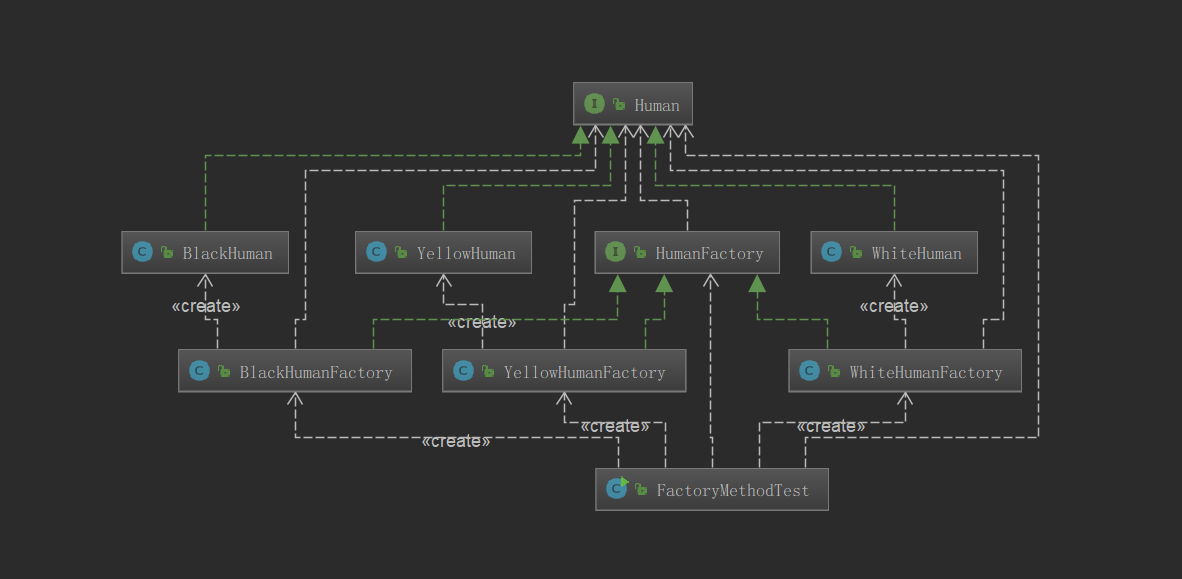 I Human
C BlackHuman
C YellowHuman
I HumanFactory
C WhiteHuman
«create»
«create»
«create»
C BlackHumanFactory
C YellowHumanFactory
C WhiteHumanFactory
«create»
«create»
«create»
C FactoryMethodTest